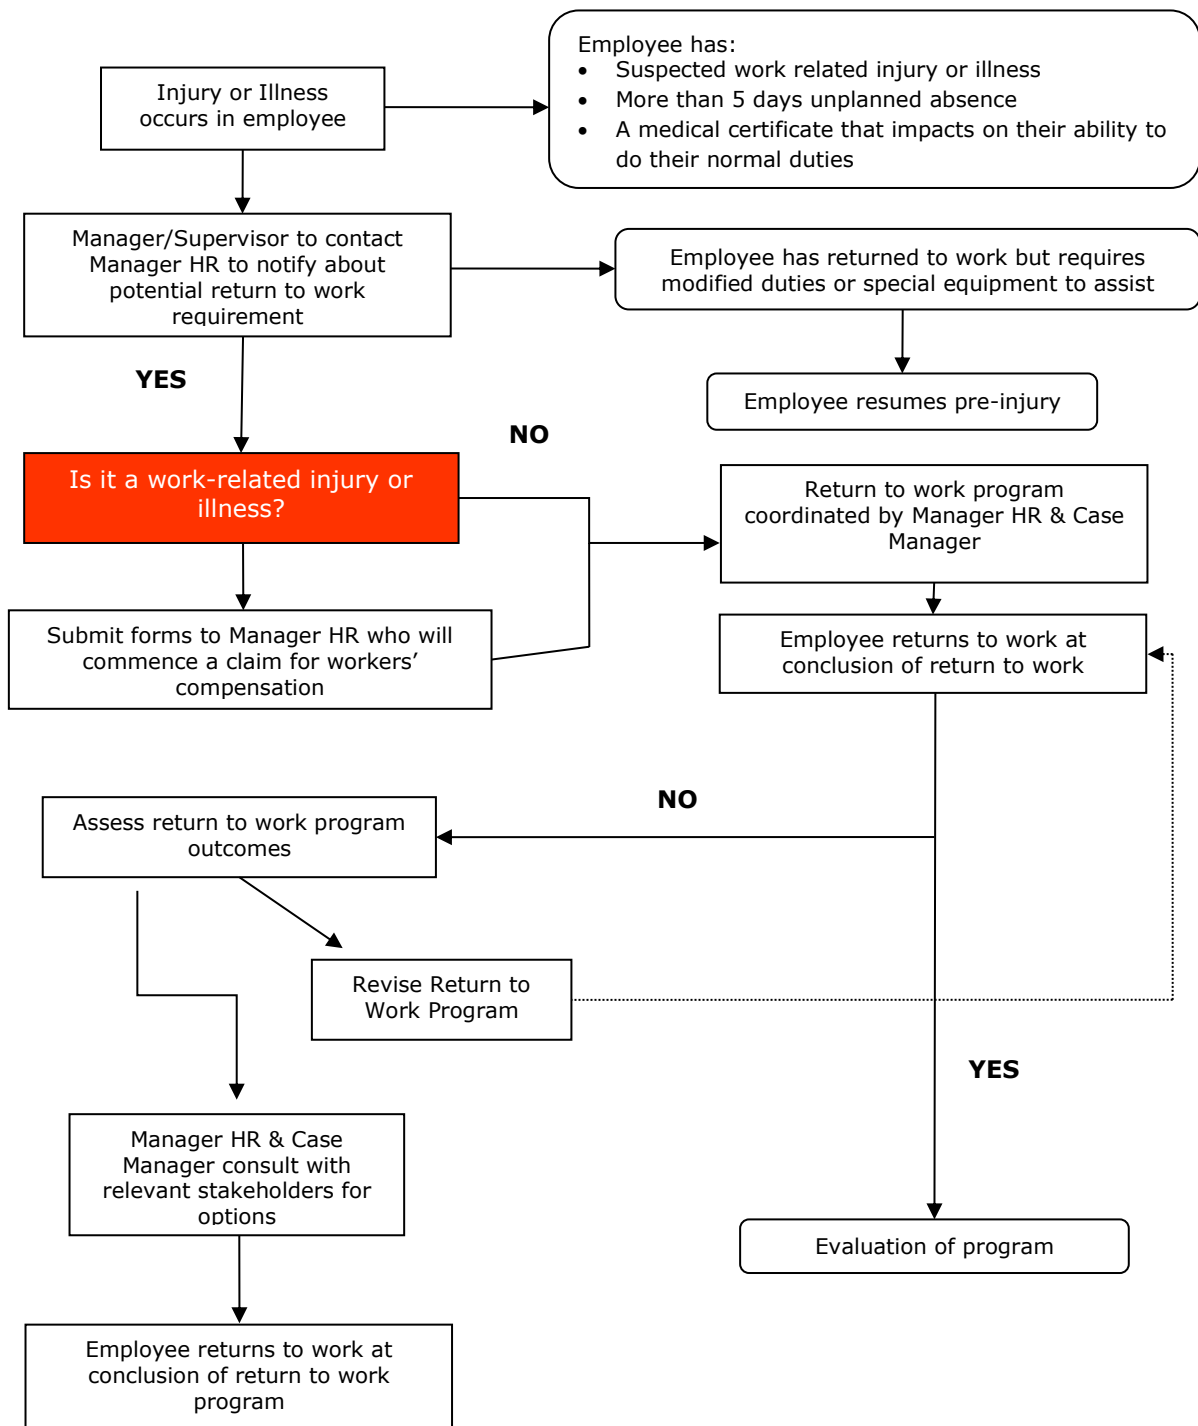 Employee has:
• Suspected work related injury or illness
• More than 5 days unplanned absence
• A medical certificate that impacts on their ability to
do their normal duties
Injury or Illness
occurs in employee
Manager/Supervisor to contact
Manager HR to notify about
potential return to work
requirement
Employee has returned to work but requires
modified duties or special equipment to assist
YES
Employee resumes pre-injury
NO
Is it a work-related injury or
illness?
Return to work program
coordinated by Manager HR & Case
Manager
Submit forms to Manager HR who will
commence a claim for workers’
compensation
Employee returns to work at
conclusion of return to work
NO
Assess return to work program
outcomes
Revise Return to
Work Program
YES
Manager HR & Case
Manager consult with
relevant stakeholders for
options
Evaluation of program
Employee returns to work at
conclusion of return to work
program